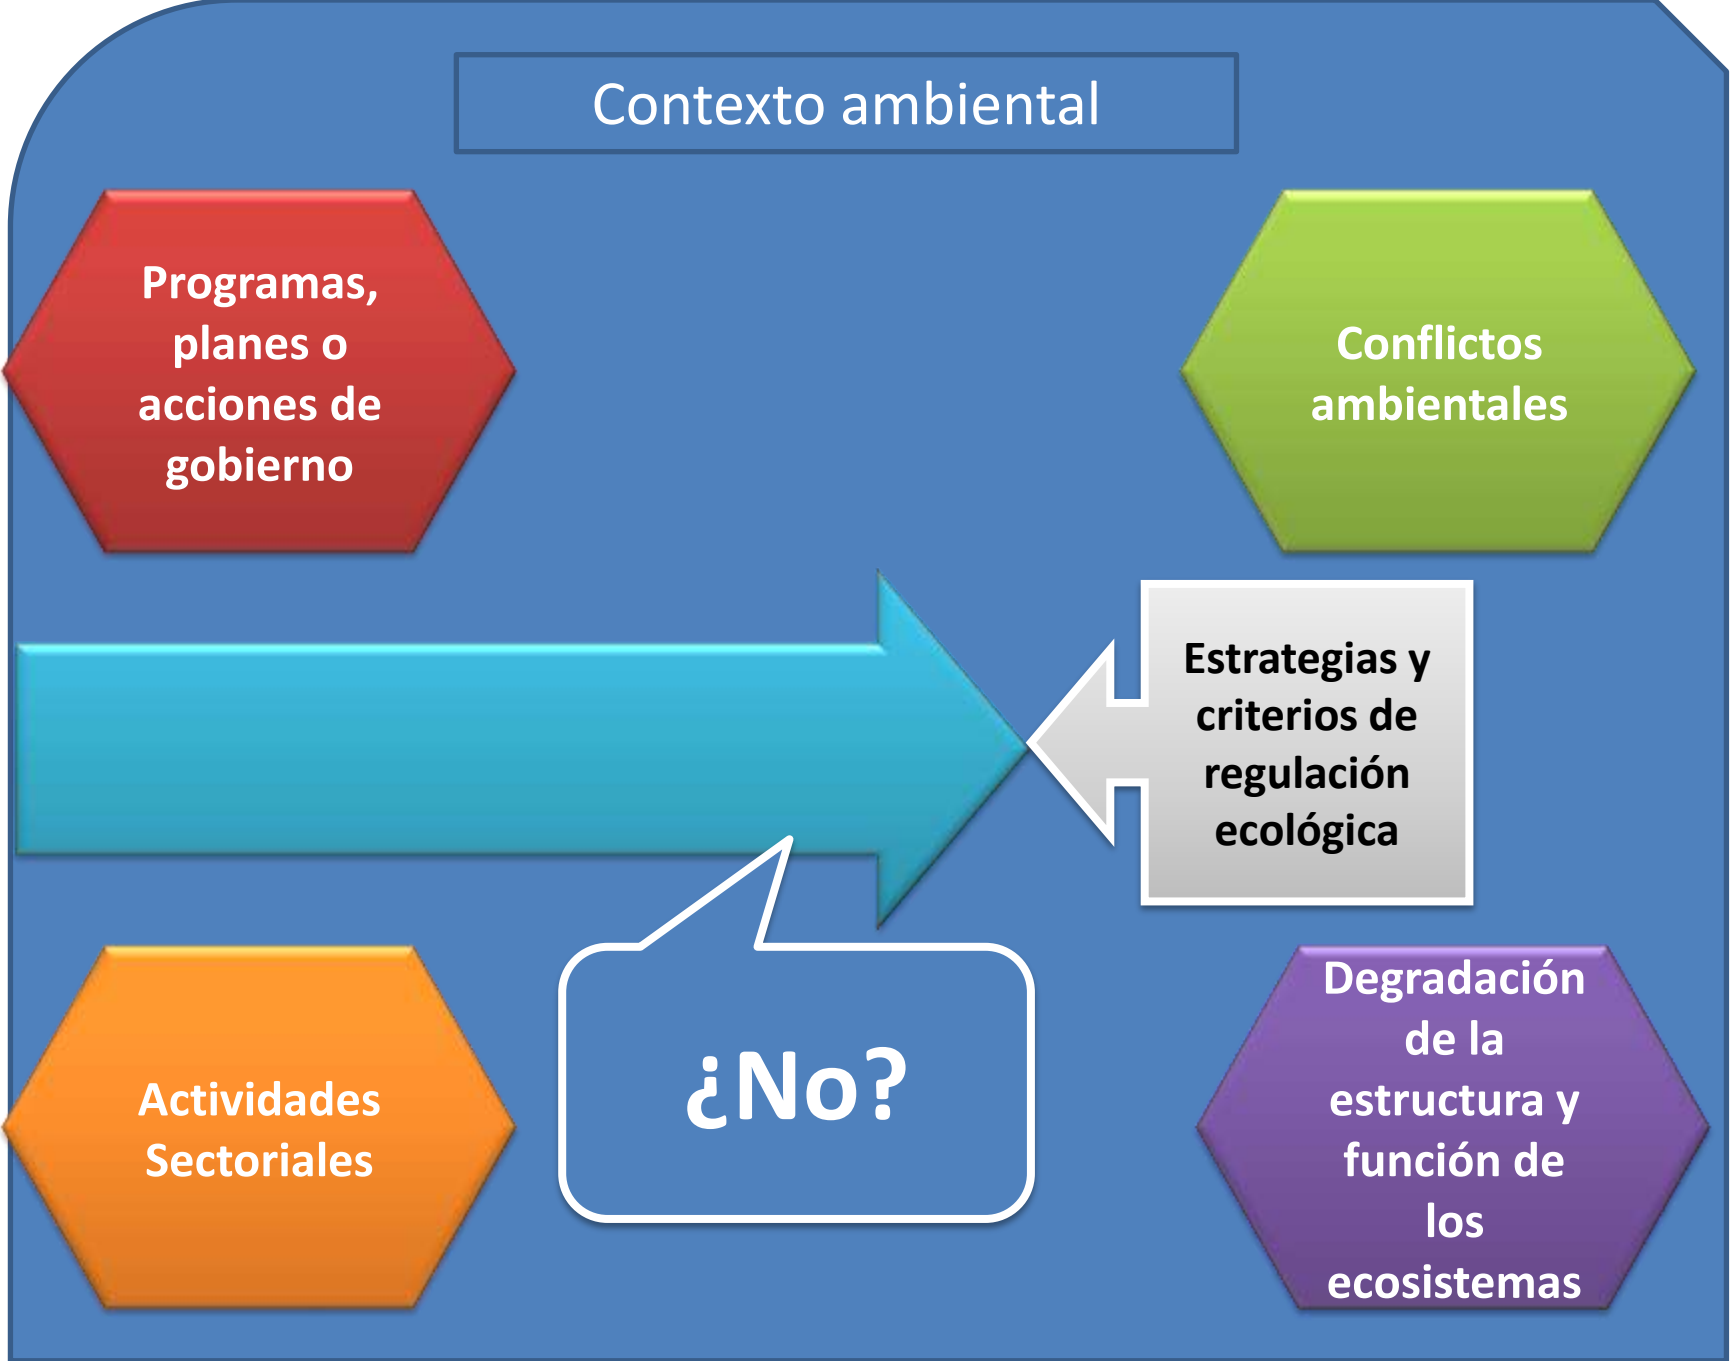 Contexto ambiental
Programas,
planes o
acciones de
gobierno
Conflictos
ambientales
Estrategias y
criterios de
regulación
ecológica
Actividades
Sectoriales
¿No?
Degradación
de la
estructura y
función de
los
ecosistemas